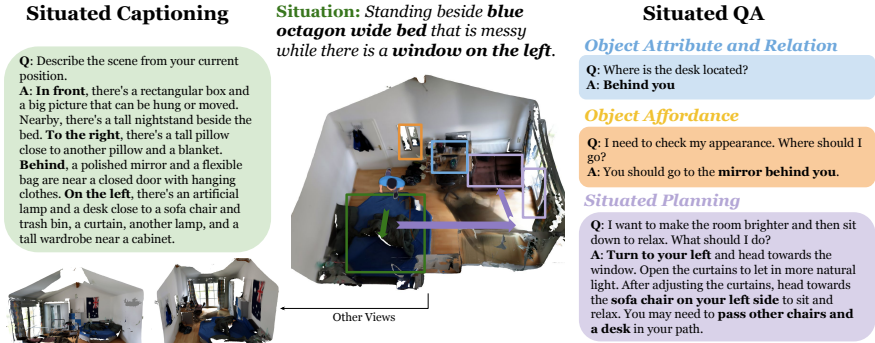 Situated Captioning
Q: Describe the scene from your current
position.
A: In front, there's a rectangular box and
a big picture that can be hung or moved.
Nearby, there's a tall nightstand beside the
bed. To the right, there's a tall pillow
close to another pillow and a blanket.
Behind, a polished mirror and a flexible
bag are near a closed door with hanging
clothes. On the left, there's an artificial
lamp and a desk close to a sofa chair and
trash bin, a curtain, another lamp, and a
tall wardrobe near a cabinet.
Situation: Standing beside blue
octagon wide bed that is messy
while there is a window on the left.
Other Views
Situated QA
Object Attribute and Relation
Q: Where is the desk located?
A: Behind you
Object Affordance
Q: I need to check my appearance. Where should I
go?
A: You should go to the mirror behind you.
Situated Planning
Q: I want to make the room brighter and then sit
down to relax. What should I do?
A: Turn to your left and head towards the
window. Open the curtains to let in more natural
light. After adjusting the curtains, head towards
the sofa chair on your left side to sit and
relax. You may need to pass other chairs and
a desk in your path.